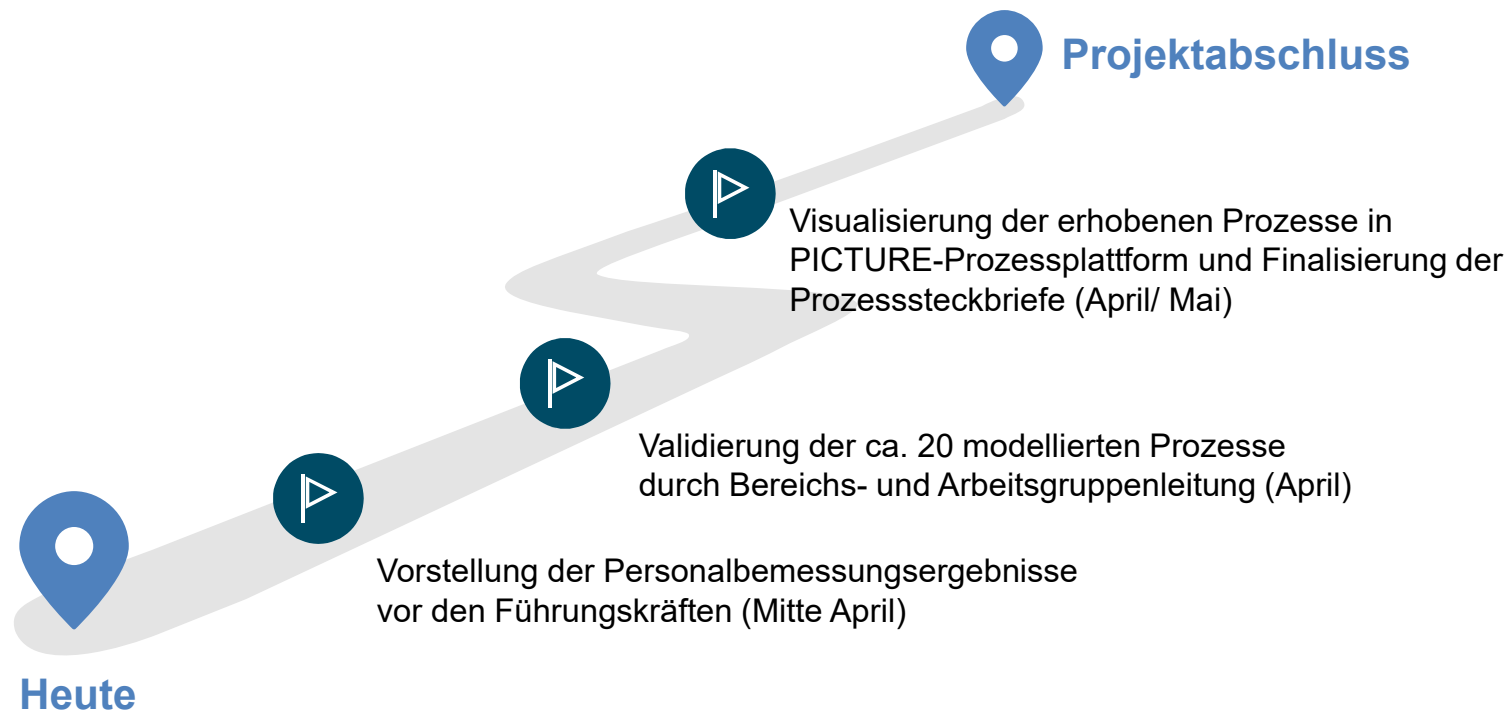 Projektabschluss
Visualisierung der erhobenen Prozesse in
PICTURE-Prozessplattform und Finalisierung der
Prozesssteckbriefe (April/ Mai)
Validierung der ca. 20 modellierten Prozesse
durch Bereichs- und Arbeitsgruppenleitung (April)
Vorstellung der Personalbemessungsergebnisse
vor den Führungskräften (Mitte April)
Heute